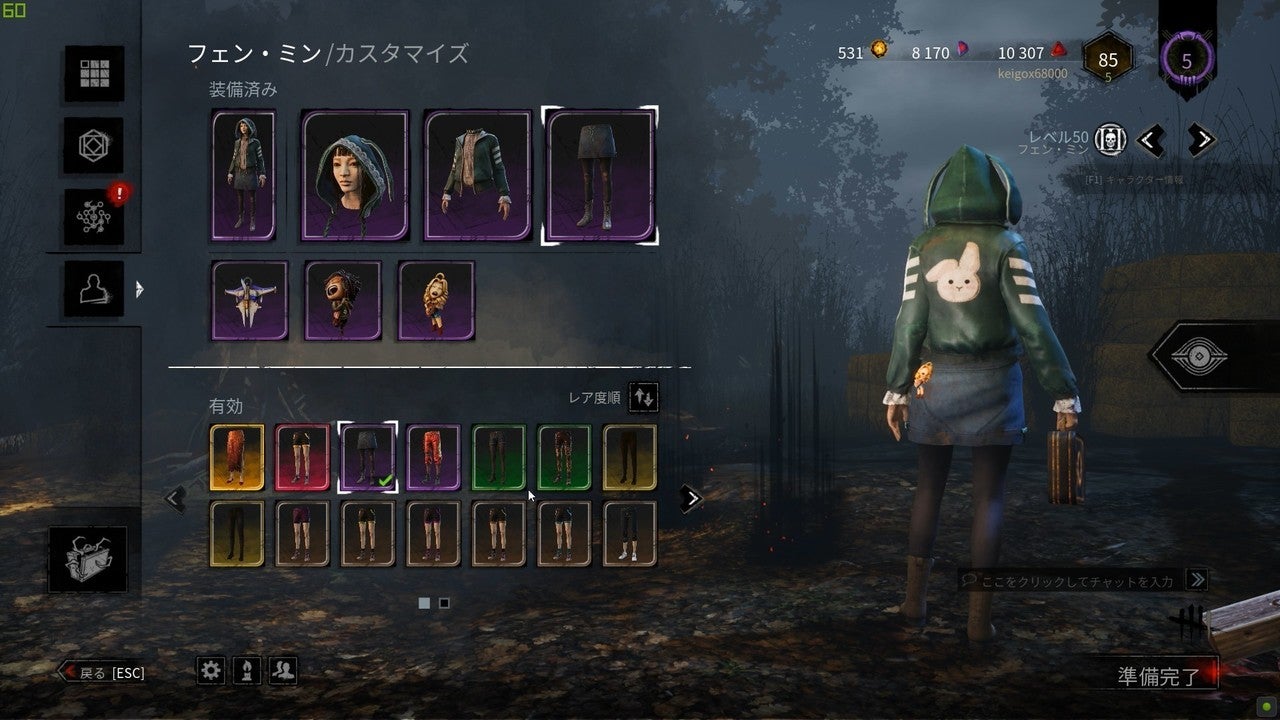 60
フェン・ミン/カスタマイズ
装備済み
531 8 170 10 307
keigox68000
85
5
5
レベル50
フェン・ミン
[F1] キャラクター情報
!
有効
レア度順
ここをクリックしてチャットを入力
戻る [ESC]
準備完了